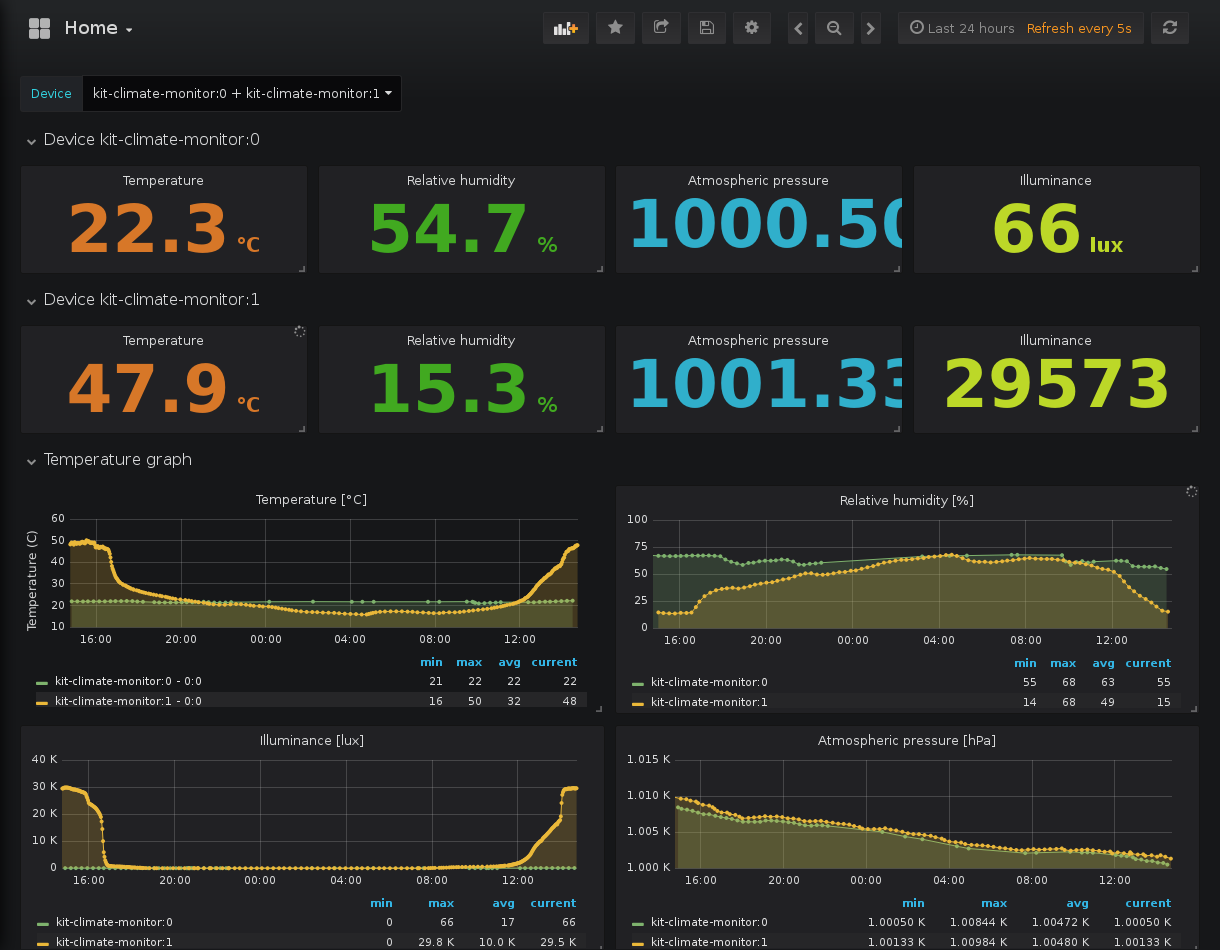 Home
Last 24 hours Refresh every 5s
Device kit-climate-monitor:0 + kit-climate-monitor:1
Device kit-climate-monitor:0
Temperature Relative humidity Atmospheric pressure Illuminance
22.3 °C 54.7 % 1000.50 66 lux
Device kit-climate-monitor:1
Temperature Relative humidity Atmospheric pressure Illuminance
47.9 °C 15.3 % 1001.33 29573
Temperature graph
Temperature [°C]
Temperature (C)
60
50
40
30
20
10
16:00 20:00 00:00 04:00 08:00 12:00
min max avg current
kit-climate-monitor:0 - 0:0 21 22 22 22
kit-climate-monitor:1 - 0:0 16 50 32 48
Relative humidity [%]
100
75
50
25
0
16:00 20:00 00:00 04:00 08:00 12:00
min max avg current
kit-climate-monitor:0 55 68 63 55
kit-climate-monitor:1 14 68 49 15
Illuminance [lux]
40 K
30 K
20 K
10 K
0
16:00 20:00 00:00 04:00 08:00 12:00
min max avg current
kit-climate-monitor:0 0 66 17 66
kit-climate-monitor:1 0 29.8 K 10.0 K 29.5 K
Atmospheric pressure [hPa]
1.015 K
1.010 K
1.005 K
1.000 K
16:00 20:00 00:00 04:00 08:00 12:00
min max avg current
kit-climate-monitor:0 1.00050 K 1.00844 K 1.00472 K 1.00050 K
kit-climate-monitor:1 1.00133 K 1.00984 K 1.00480 K 1.00133 K